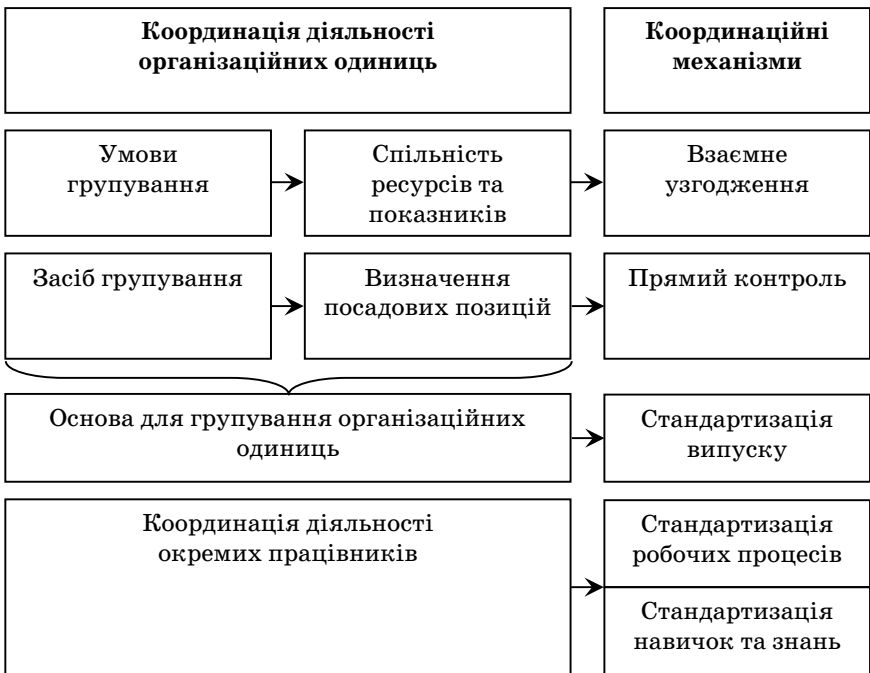 Координація діяльності
організаційних одиниць
Координаційні
механізми
Умови
групування
Спільність
ресурсів та
показників
Взаємне
узгодження
Засіб групування
Визначення
посадових позицій
Прямий контроль
Основа для групування організаційних
одиниць
Стандартизація
випуску
Координація діяльності
окремих працівників
Стандартизація
робочих процесів
Стандартизація
навичок та знань